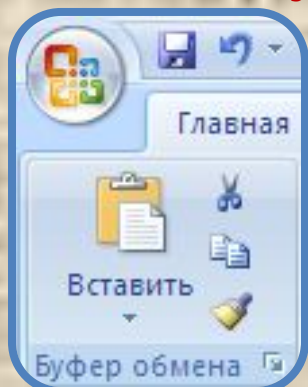 Главная
Вставить
Буфер обмена